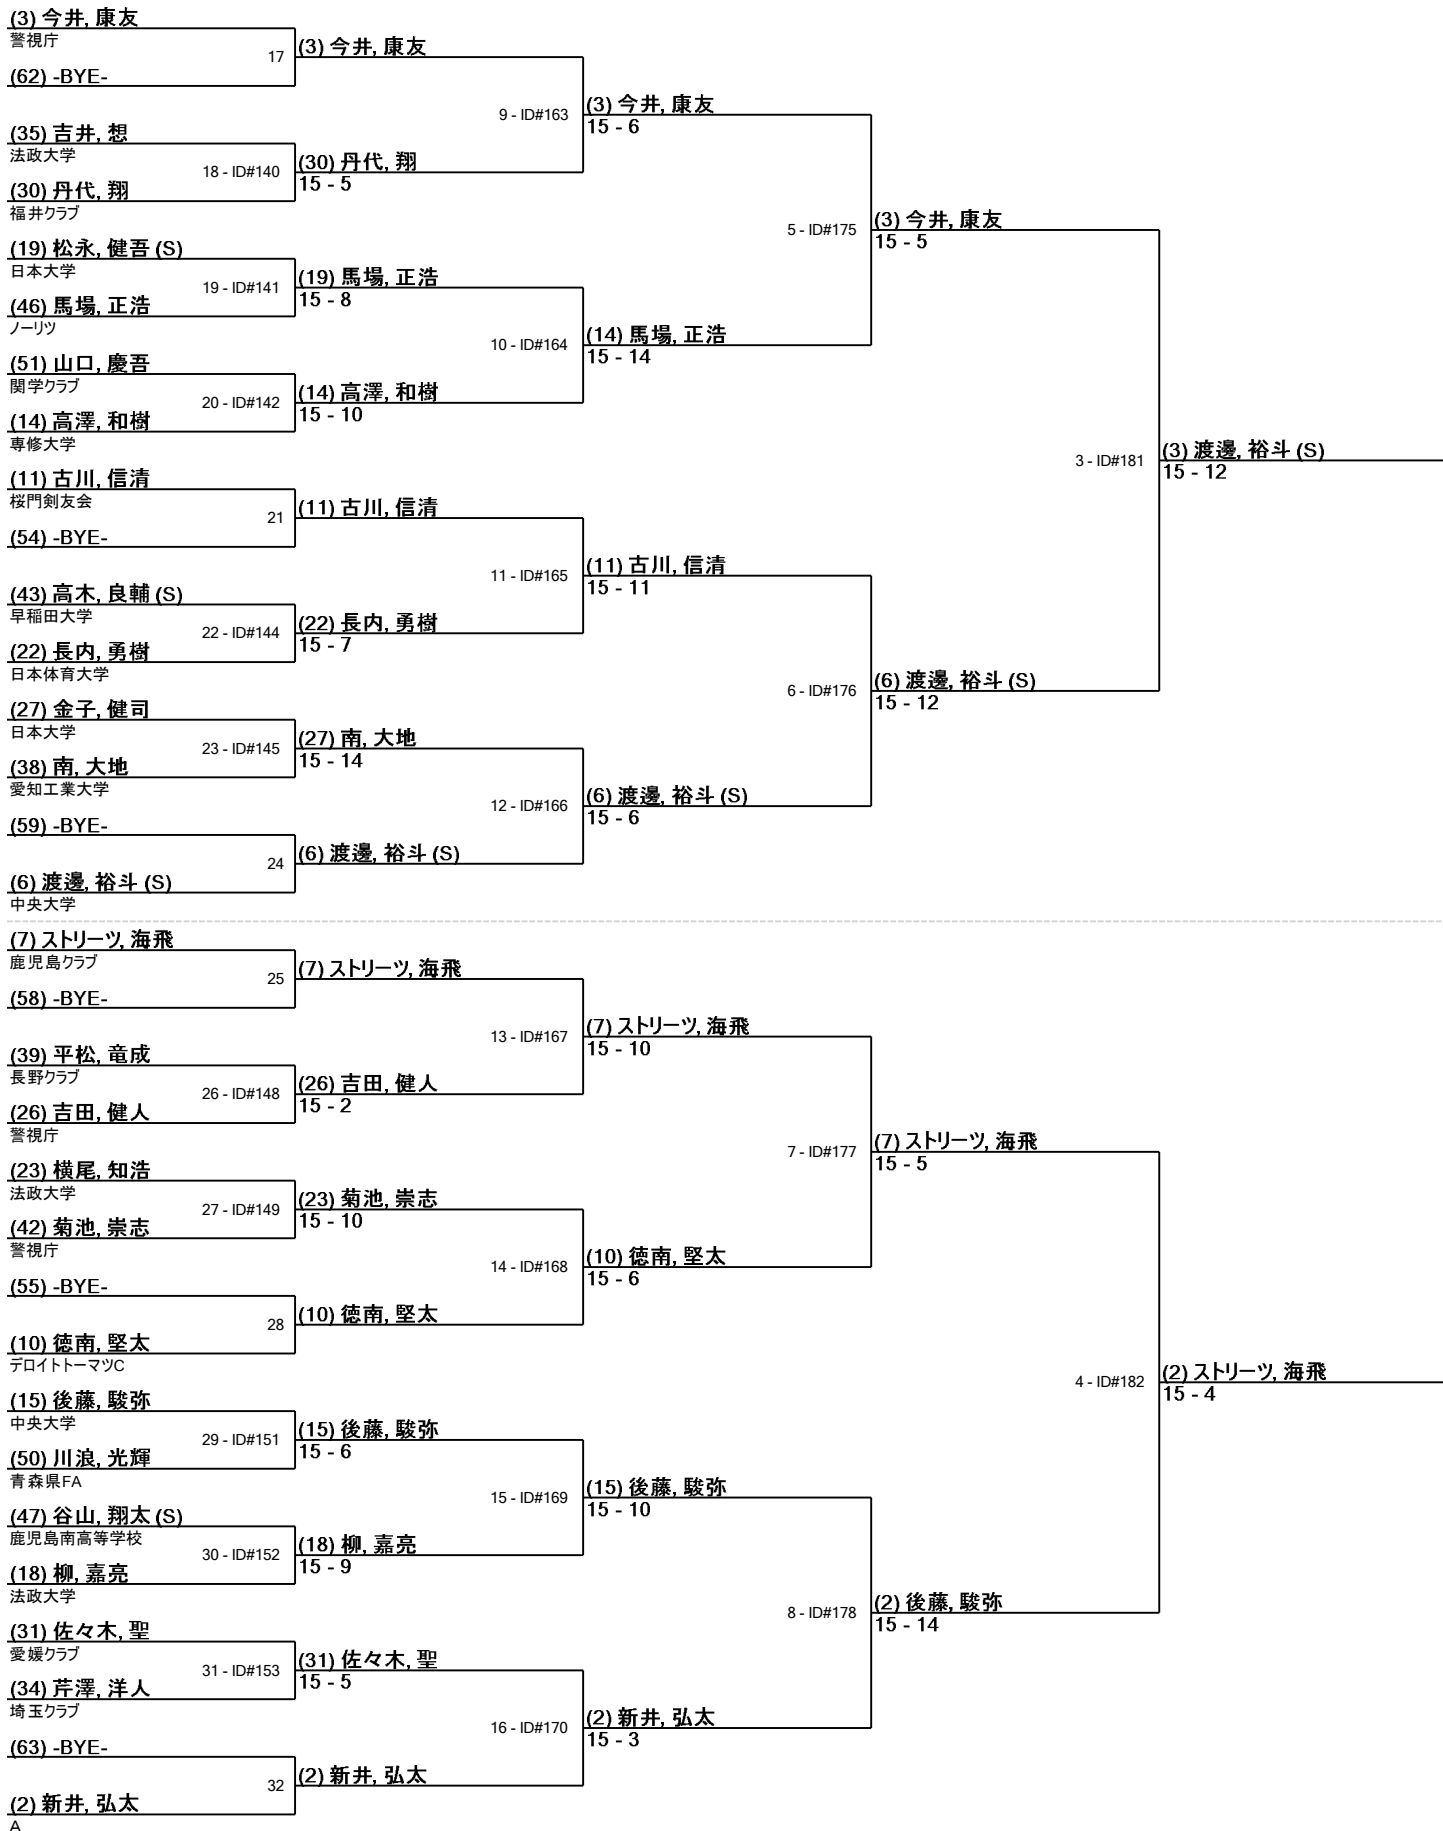 (3) 今井, 康友
警視庁
17
(3) 今井, 康友
(62) -BYE-
9 - ID#163
(3) 今井, 康友
15 - 6
(35) 吉井, 想
法政大学
18 - ID#140
(30) 丹代, 翔
15 - 5
(30) 丹代, 翔
福井クラブ
5 - ID#175
(3) 今井, 康友
15 - 5
(19) 松永, 健吾 (S)
日本大学
19 - ID#141
(19) 馬場, 正浩
15 - 8
(46) 馬場, 正浩
ノーリツ
10 - ID#164
(14) 馬場, 正浩
15 - 14
(51) 山口, 慶吾
関学クラブ
20 - ID#142
(14) 高澤, 和樹
15 - 10
(14) 高澤, 和樹
専修大学
3 - ID#181
(3) 渡邊, 裕斗 (S)
15 - 12
(11) 古川, 信清
桜門剣友会
21
(11) 古川, 信清
(54) -BYE-
11 - ID#165
(11) 古川, 信清
15 - 11
(43) 高木, 良輔 (S)
早稲田大学
22 - ID#144
(22) 長内, 勇樹
15 - 7
(22) 長内, 勇樹
日本体育大学
6 - ID#176
(6) 渡邊, 裕斗 (S)
15 - 12
(27) 金子, 健司
日本大学
23 - ID#145
(27) 南, 大地
15 - 14
(38) 南, 大地
愛知工業大学
12 - ID#166
(6) 渡邊, 裕斗 (S)
15 - 6
(59) -BYE-
24
(6) 渡邊, 裕斗 (S)
(6) 渡邊, 裕斗 (S)
中央大学
(7) ストリーツ, 海飛
鹿児島クラブ
25
(7) ストリーツ, 海飛
(58) -BYE-
13 - ID#167
(7) ストリーツ, 海飛
15 - 10
(39) 平松, 竜成
長野クラブ
26 - ID#148
(26) 吉田, 健人
15 - 2
(26) 吉田, 健人
警視庁
7 - ID#177
(7) ストリーツ, 海飛
15 - 5
(23) 横尾, 知浩
法政大学
27 - ID#149
(23) 菊池, 崇志
15 - 10
(42) 菊池, 崇志
警視庁
14 - ID#168
(10) 徳南, 堅太
15 - 6
(55) -BYE-
28
(10) 徳南, 堅太
(10) 徳南, 堅太
デロイトトーマツC
4 - ID#182
(2) ストリーツ, 海飛
15 - 4
(15) 後藤, 駿弥
中央大学
29 - ID#151
(15) 後藤, 駿弥
15 - 6
(50) 川浪, 光輝
青森県FA
15 - ID#169
(15) 後藤, 駿弥
15 - 10
(47) 谷山, 翔太 (S)
鹿児島南高等学校
30 - ID#152
(18) 柳, 嘉亮
15 - 9
(18) 柳, 嘉亮
法政大学
8 - ID#178
(2) 後藤, 駿弥
15 - 14
(31) 佐々木, 聖
愛媛クラブ
31 - ID#153
(31) 佐々木, 聖
15 - 5
(34) 芹澤, 洋人
埼玉クラブ
16 - ID#170
(2) 新井, 弘太
15 - 3
(63) -BYE-
32
(2) 新井, 弘太
(2) 新井, 弘太
A